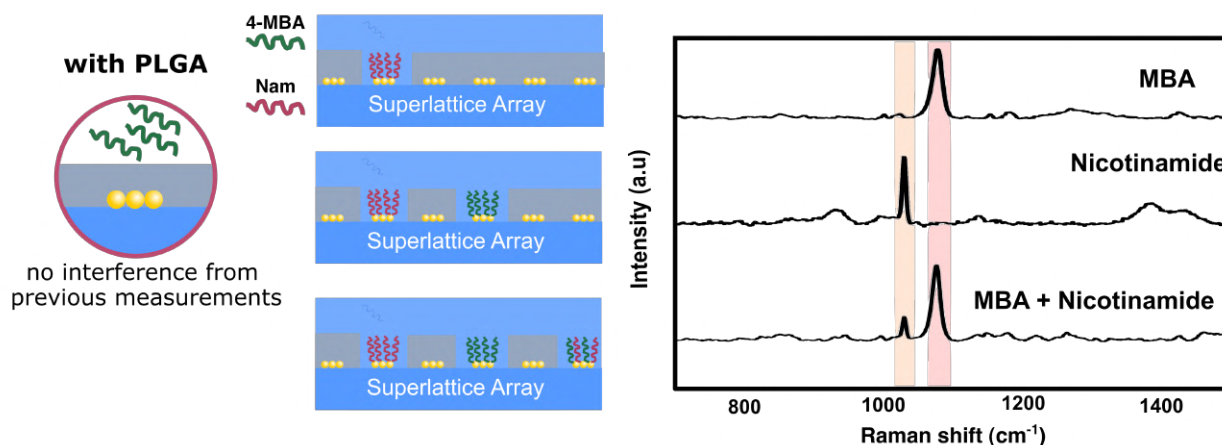 4-MBA
with PLGA
Nam
no interference from
previous measurements
Superlattice Array
Superlattice Array
Superlattice Array
MBA
Nicotinamide
MBA + Nicotinamide
Intensity (a.u)
800
1000
1200
1400
Raman shift (cm⁻¹)